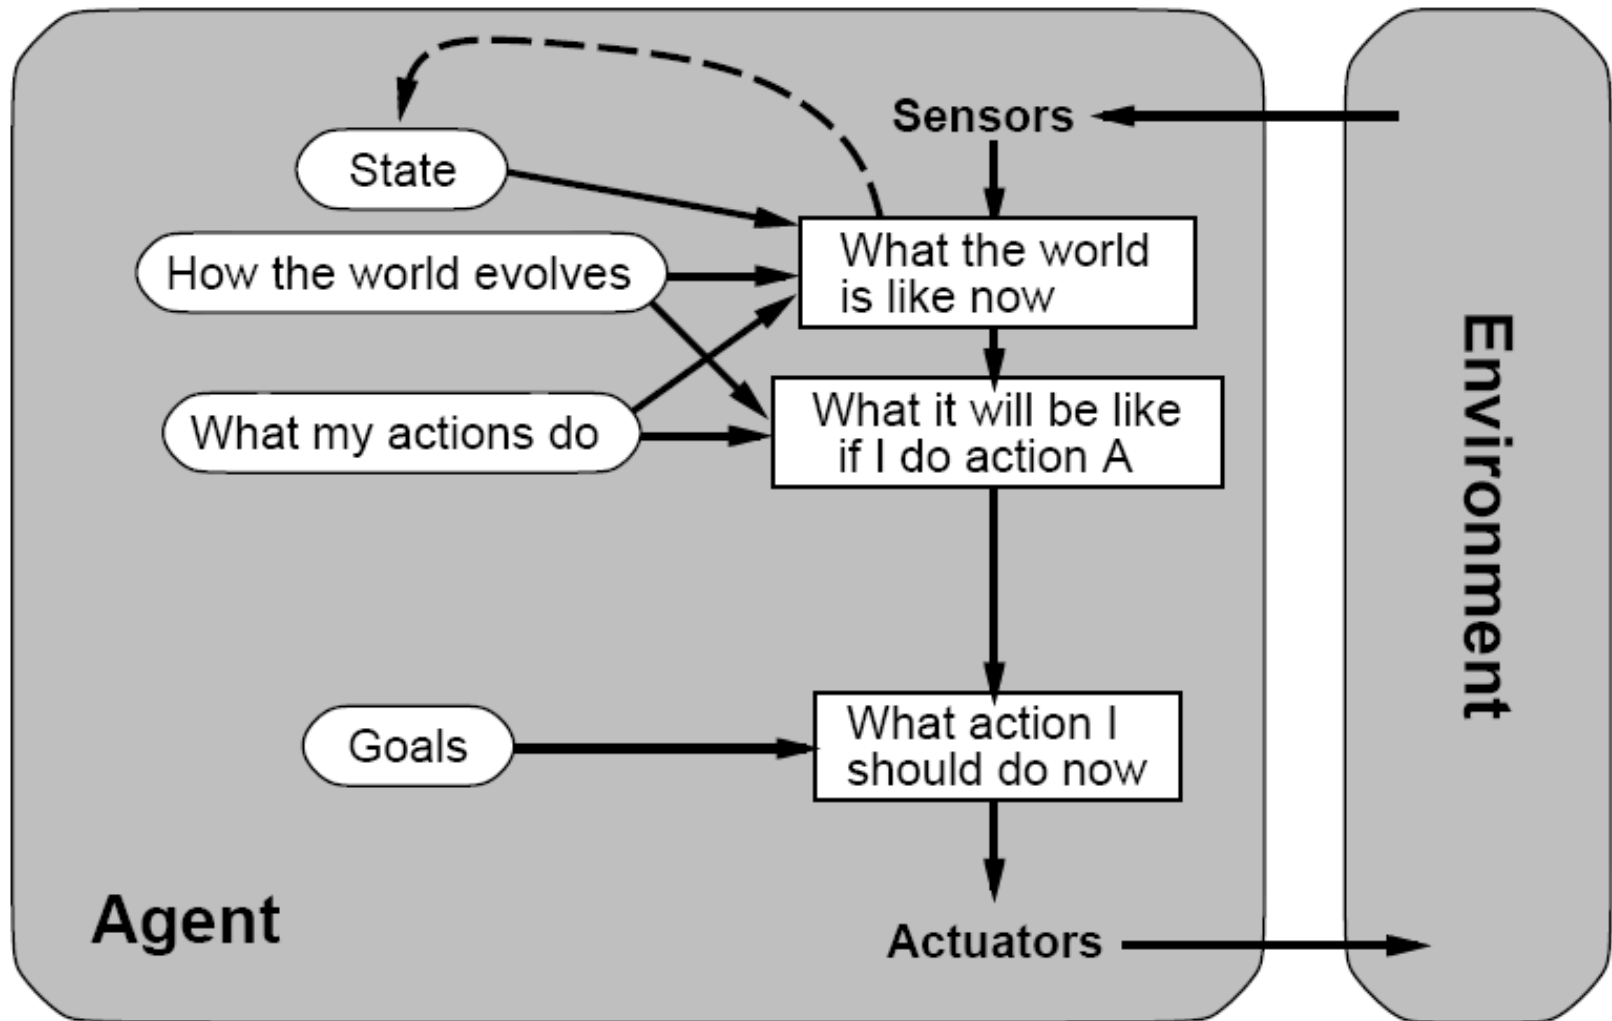 Sensors
State
What the world
is like now
How the world evolves
What it will be like
if I do action A
What my actions do
Environment
What action I
should do now
Goals
Agent
Actuators